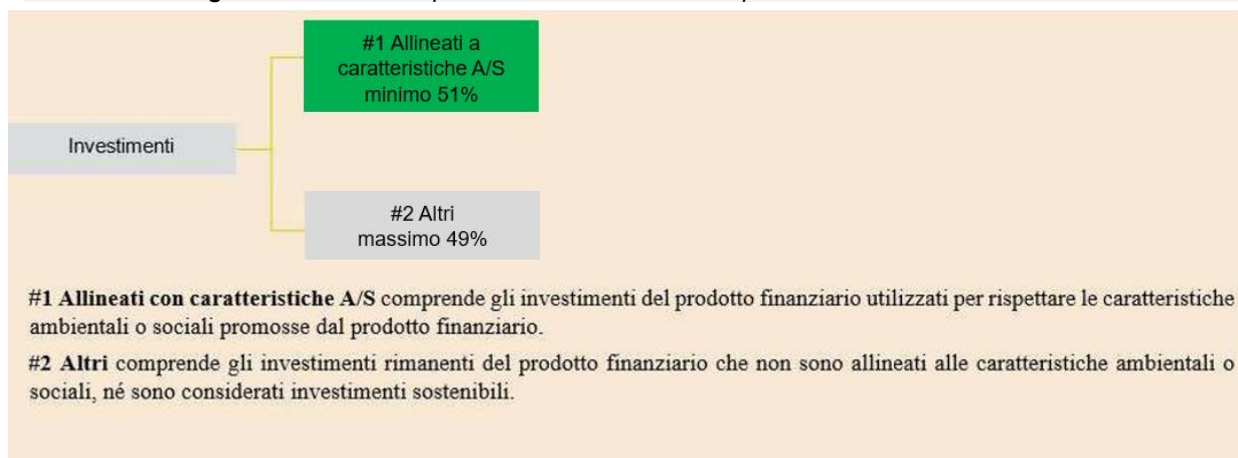 #1 Allineati a
caratteristiche A/S
minimo 51%
Investimenti
#2 Altri
massimo 49%
#1 Allineati con caratteristiche A/S comprende gli investimenti del prodotto finanziario utilizzati per rispettare le caratteristiche
ambientali o sociali promosse dal prodotto finanziario.
#2 Altri comprende gli investimenti rimanenti del prodotto finanziario che non sono allineati alle caratteristiche ambientali o
sociali, né sono considerati investimenti sostenibili.